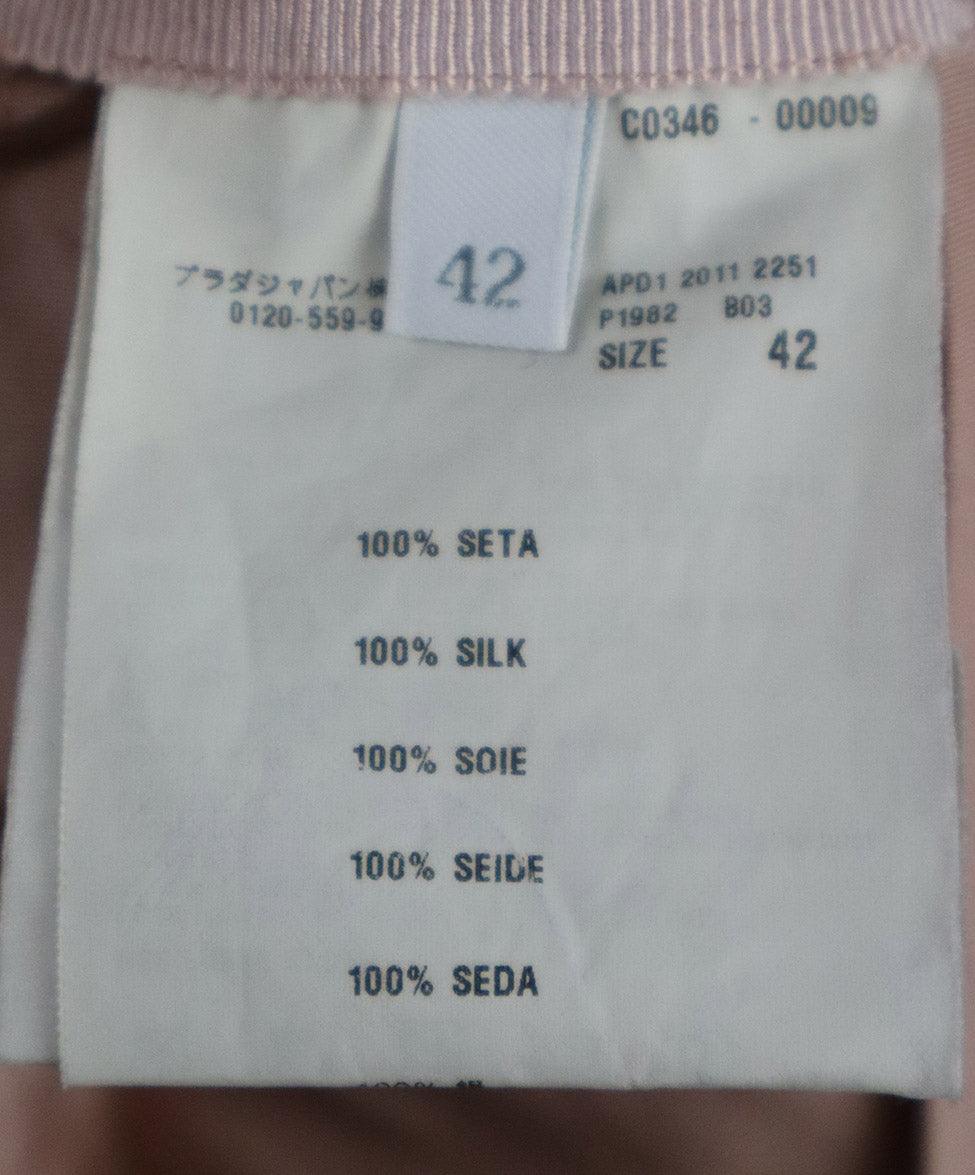 C0346 - 00009
42
プラダジャパン
0120-559-9
APD1 2011 2251
P1982 B03
SIZE 42
100% SETA
100% SILK
100% SOIE
100% SEIDE
100% SEDA